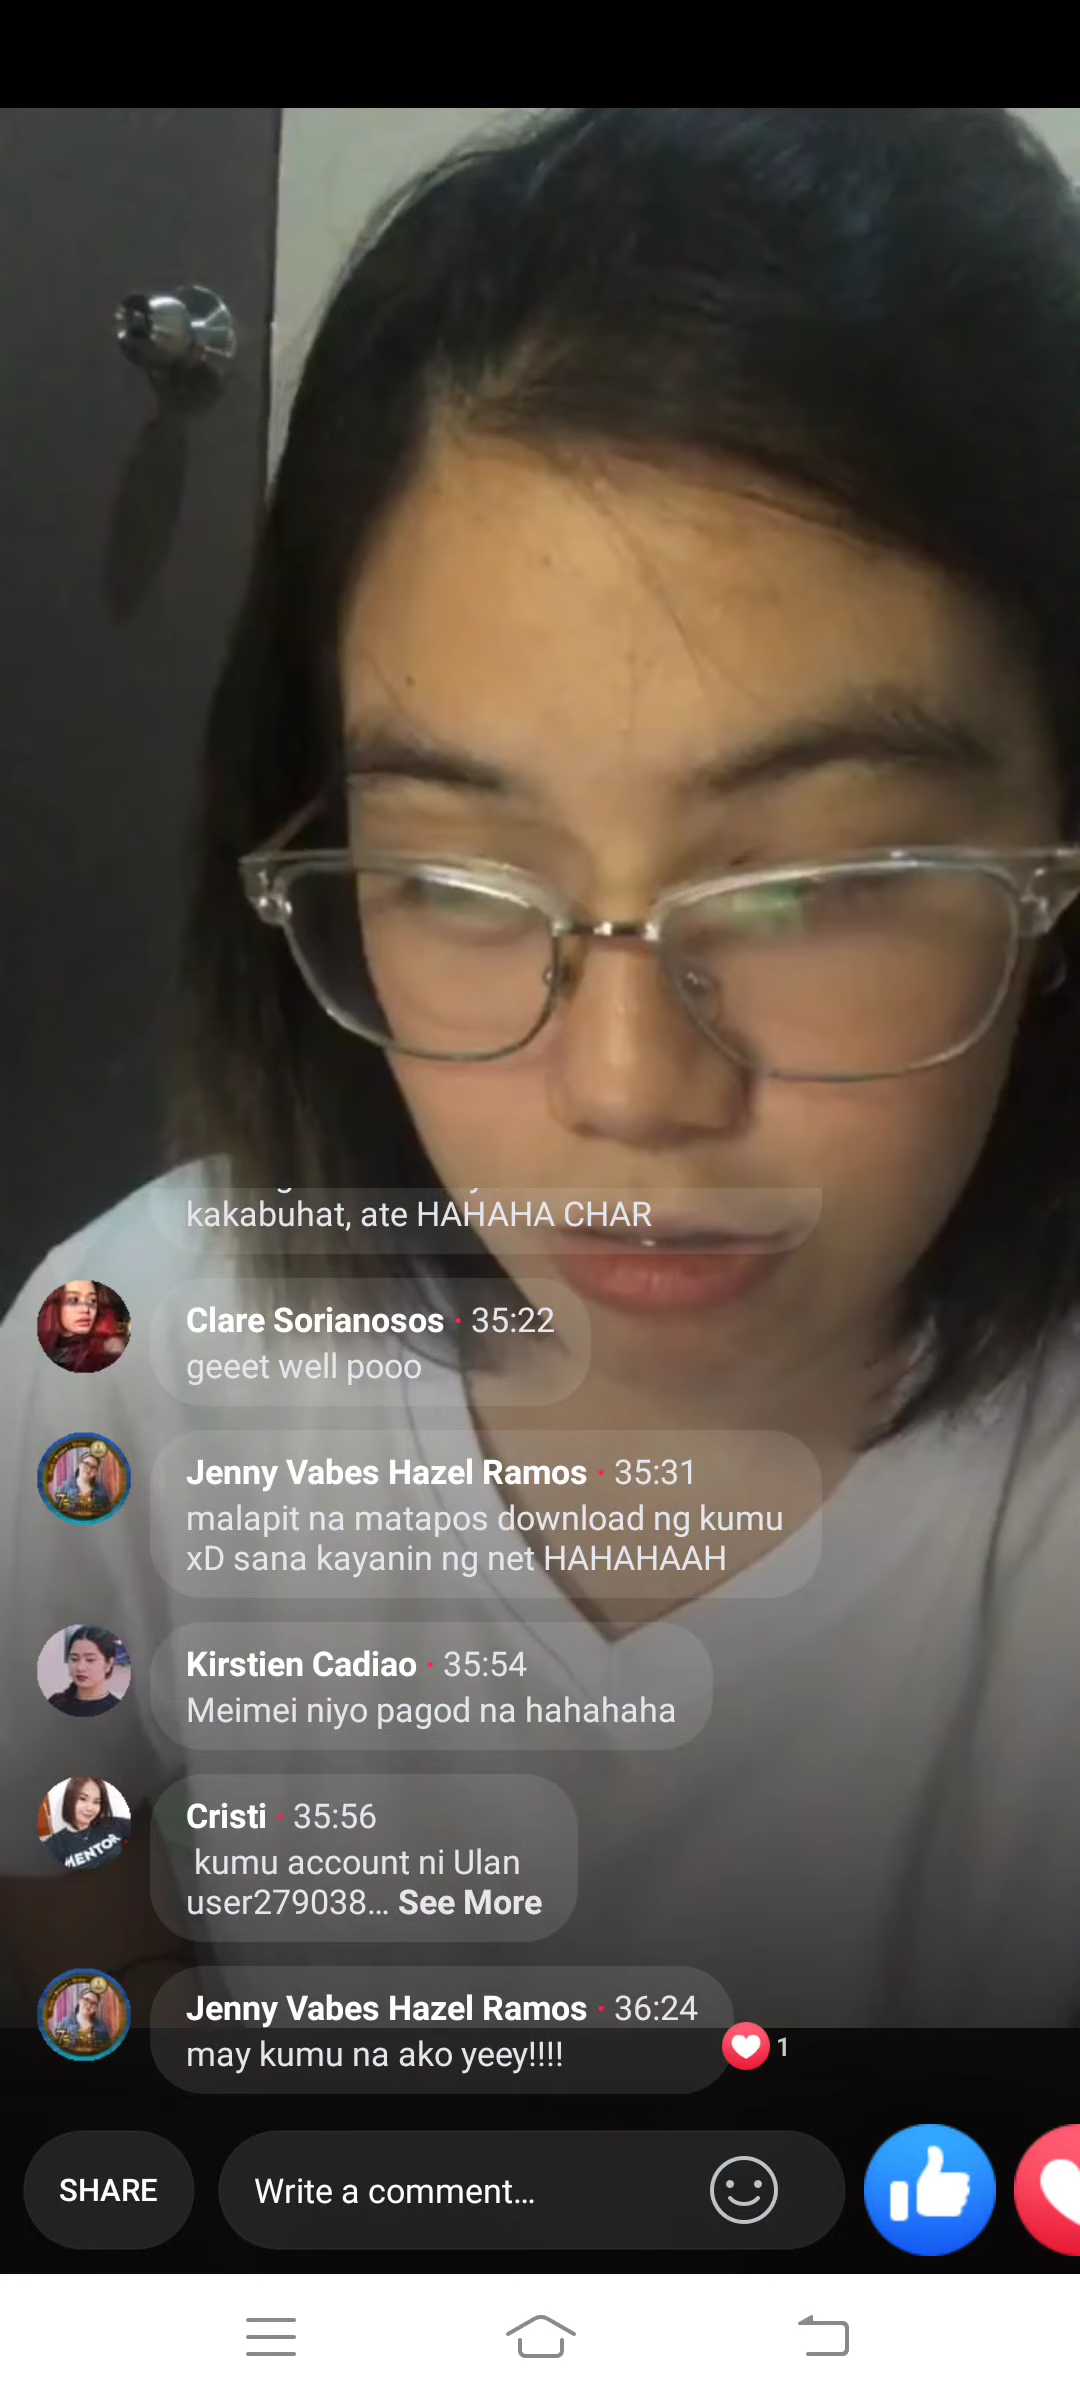 kakabuhat, ate HAHAHA CHAR
Clare Sorianosos · 35:22
geeet well pooo
Jenny Vabes Hazel Ramos · 35:31
malapit na matapos download ng kumu
xD sana kayanin ng net HAHAHAAH
Kirstien Cadiao · 35:54
Meimei niyo pagod na hahahaha
MENTOR
Cristi · 35:56
kumu account ni Ulan
user279038... See More
Jenny Vabes Hazel Ramos · 36:24
may kumu na ako yeey!!!!
1
SHARE
Write a comment...